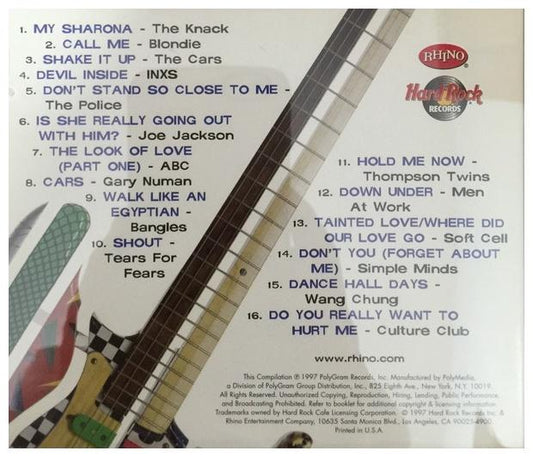 1. MY SHARONA - The Knack
2. CALL ME - Blondie
3. SHAKE IT UP - The Cars
4. DEVIL INSIDE - INXS
5. DON'T STAND SO CLOSE TO ME -
The Police
6. IS SHE REALLY GOING OUT
WITH HIM? - Joe Jackson
7. THE LOOK OF LOVE
(PART ONE) - ABC
8. CARS - Gary Numan
9. WALK LIKE AN
EGYPTIAN -
Bangles
10. SHOUT -
Tears For
Fears
RHINO
Hard Rock
RECORDS
11. HOLD ME NOW -
Thompson Twins
12. DOWN UNDER - Men
At Work
13. TAINTED LOVE/WHERE DID
OUR LOVE GO - Soft Cell
14. DON'T YOU (FORGET ABOUT
ME) - Simple Minds
15. DANCE HALL DAYS -
Wang Chung
16. DO YOU REALLY WANT TO
HURT ME - Culture Club
www.rhino.com
This Compilation ℗ 1997 PolyGram Records, Inc. Manufactured by PolyMedia,
a Division of PolyGram Group Distribution, Inc., 825 Eighth Ave., New York, N.Y. 10019.
All Rights Reserved. Unauthorized Copying, Reproduction, Hiring, Lending, Public Performance,
and Broadcasting Prohibited. Refer to booklet for additional copyright & licensing information.
Trademarks owned by Hard Rock Cafe Licensing Corporation. © 1997 Hard Rock Records Inc. &
Rhino Entertainment Company, 10635 Santa Monica Blvd., Los Angeles, CA 90025-4900.
Printed in U.S.A.